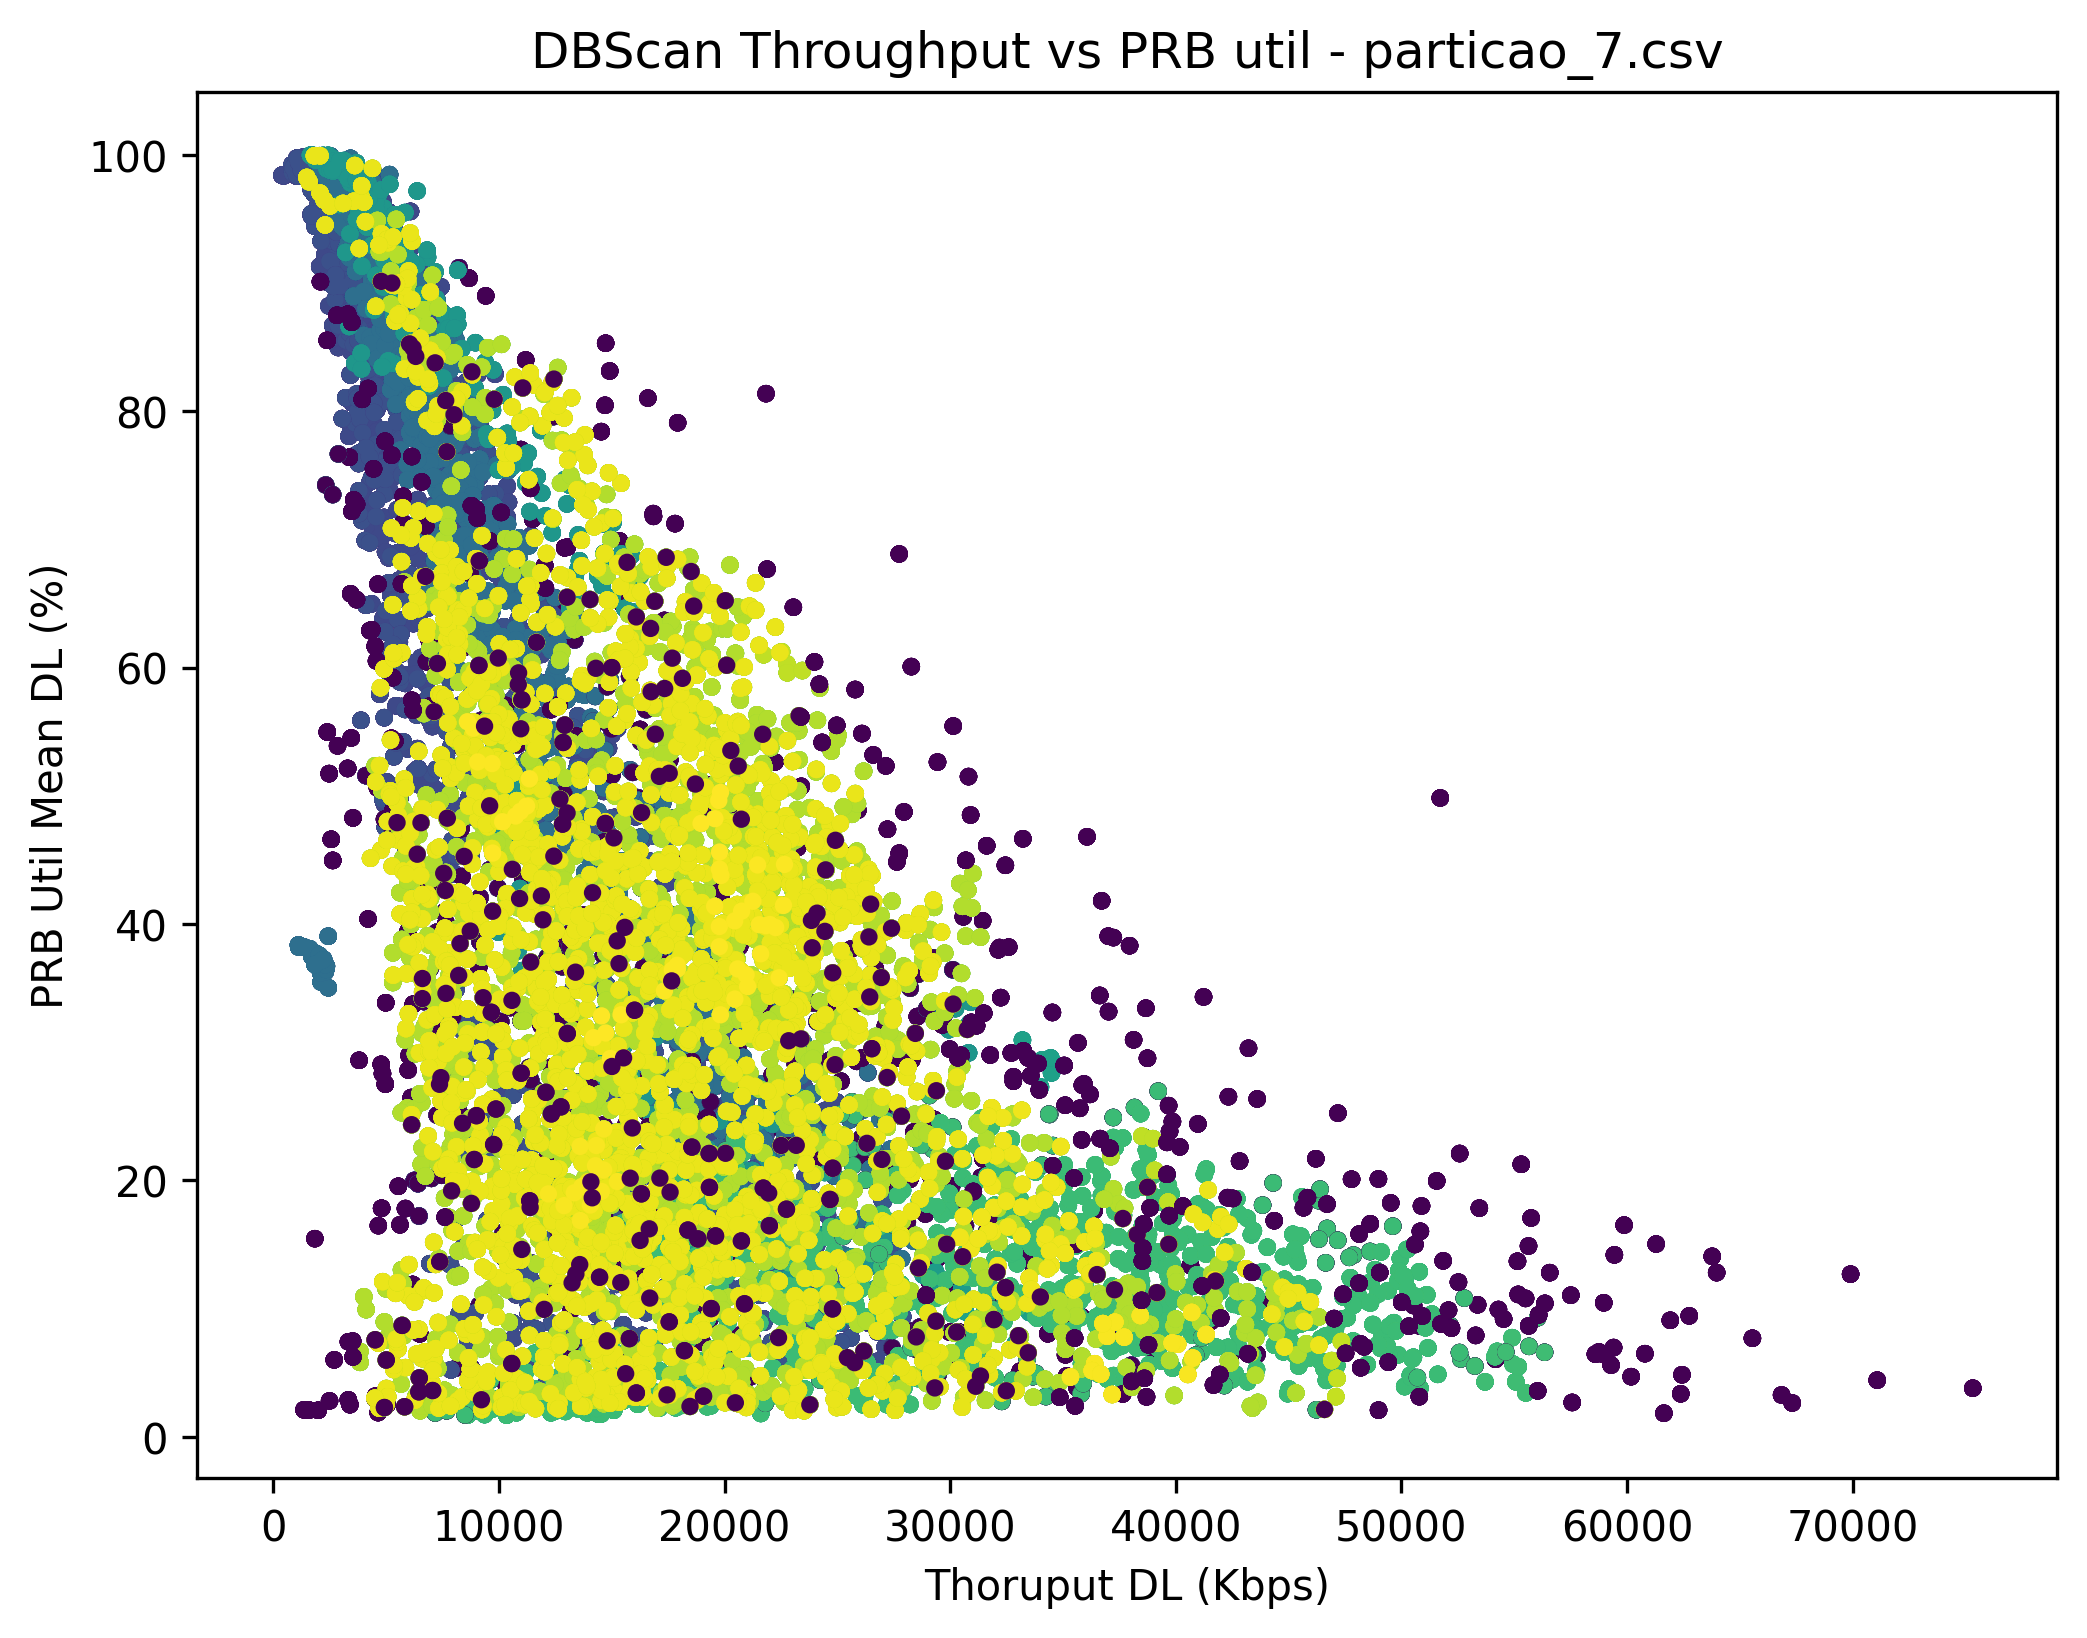 DBScan Throughput vs PRB util - particao_7.csv
100
80
60
40
20
0
PRB Util Mean DL (%)
0 10000 20000 30000 40000 50000 60000 70000
Thoruput DL (Kbps)